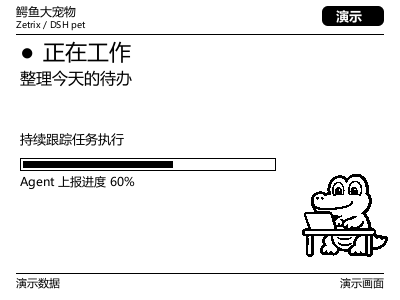 鳄鱼大宠物
Zetrix / DSH pet
演示
● 正在工作
整理今天的待办
持续跟踪任务执行
Agent 上报进度 60%
演示数据
演示画面